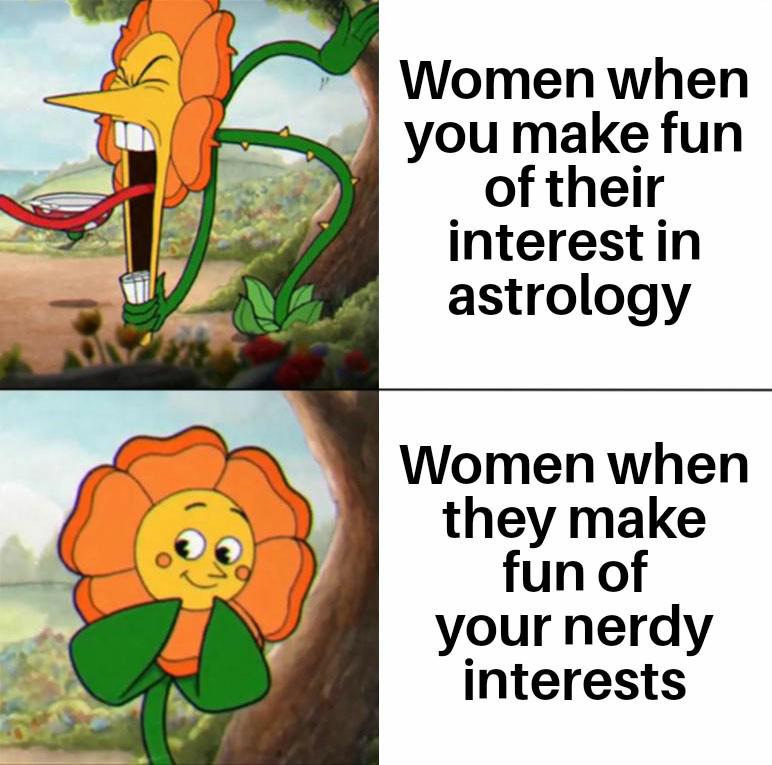 Women when
you make fun
of their
interest in
astrology
Women when
they make
fun of
your nerdy
interests